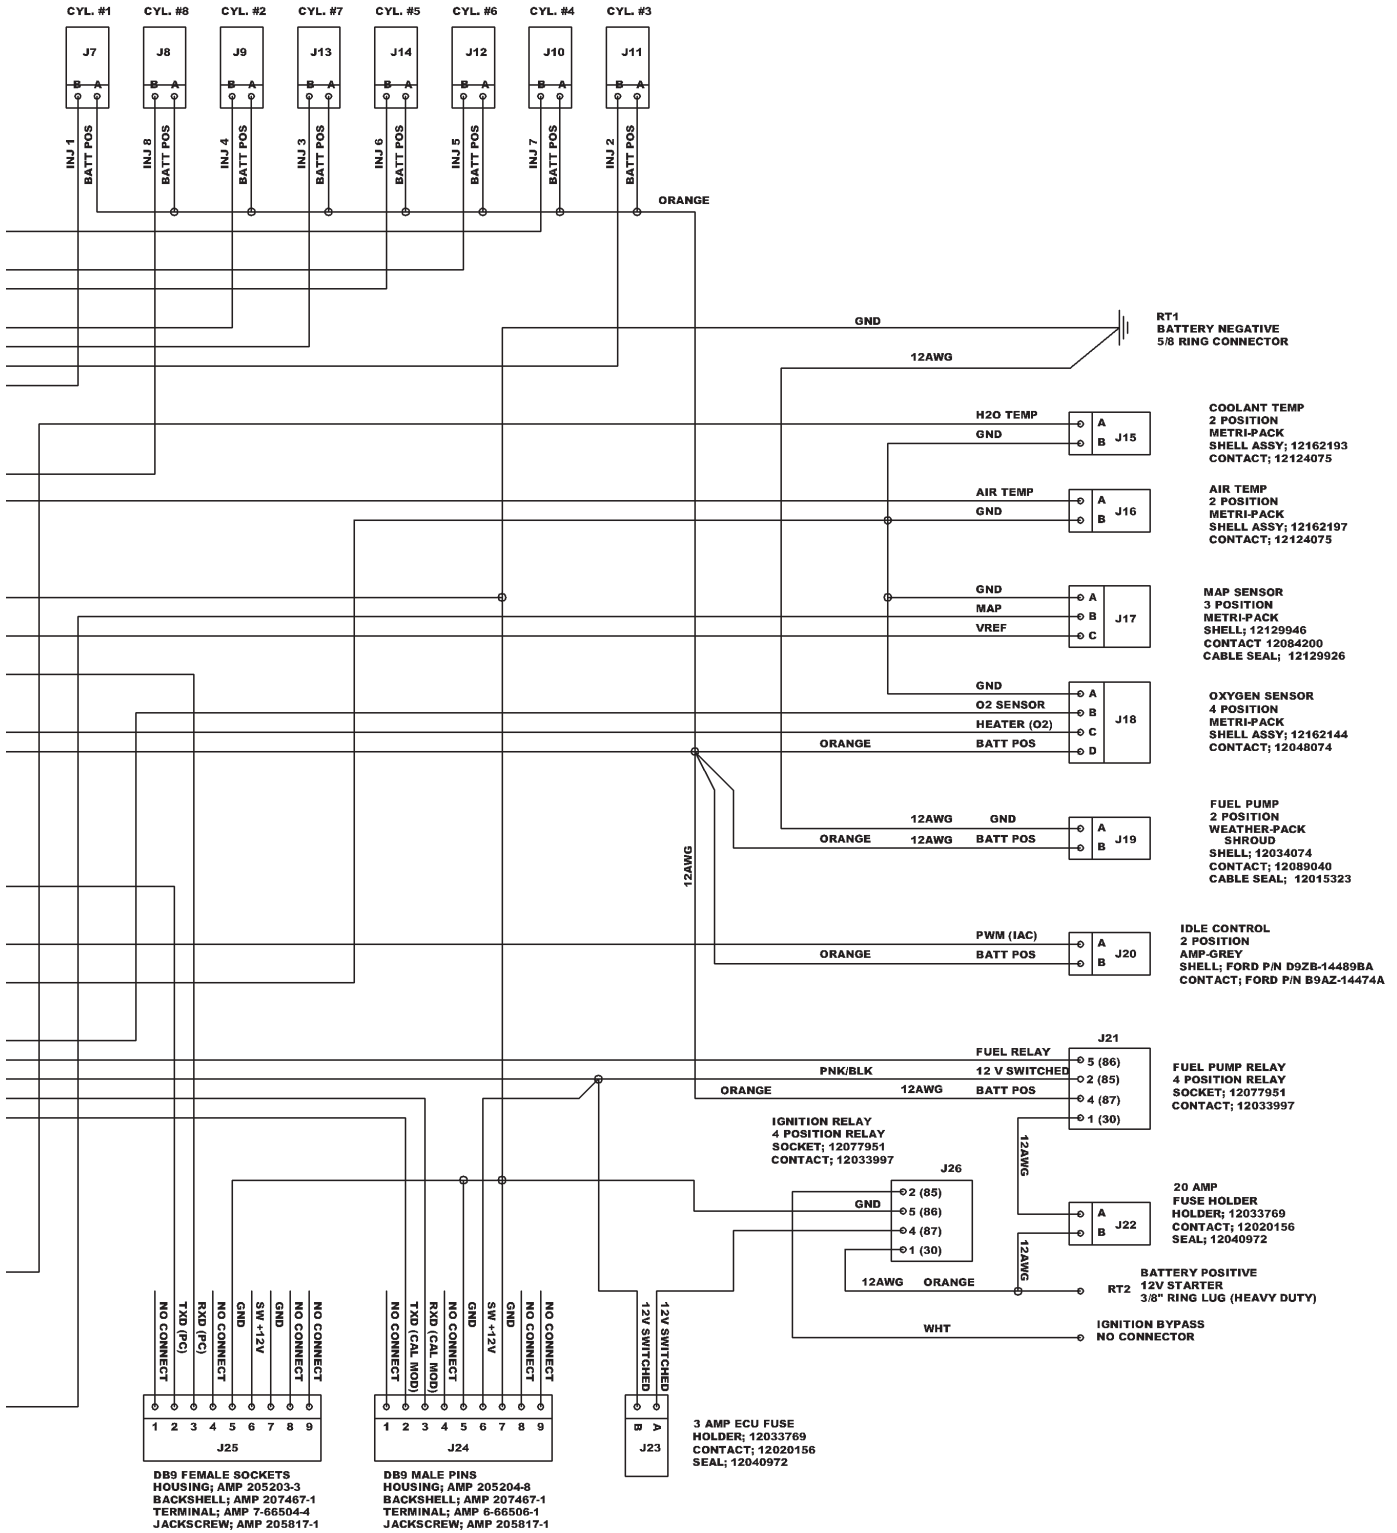 CYL. #1 CYL. #8 CYL. #2 CYL. #7 CYL. #5 CYL. #6 CYL. #4 CYL. #3
J7 J8 J9 J13 J14 J12 J10 J11
B A B A B A B A B A B A B A B A
INJ 1
BATT POS
INJ 8
BATT POS
INJ 4
BATT POS
INJ 3
BATT POS
INJ 6
BATT POS
INJ 5
BATT POS
INJ 7
BATT POS
INJ 2
BATT POS
ORANGE
GND
12AWG
RT1
BATTERY NEGATIVE
5/8 RING CONNECTOR
H2O TEMP
GND
A
B
J15
COOLANT TEMP
2 POSITION
METRI-PACK
SHELL ASSY; 12162193
CONTACT; 12124075
AIR TEMP
GND
A
B
J16
AIR TEMP
2 POSITION
METRI-PACK
SHELL ASSY; 12162197
CONTACT; 12124075
GND
MAP
VREF
A
B
C
J17
MAP SENSOR
3 POSITION
METRI-PACK
SHELL; 12129946
CONTACT 12084200
CABLE SEAL; 12129926
GND
O2 SENSOR
HEATER (O2)
ORANGE BATT POS
A
B
C
D
J18
OXYGEN SENSOR
4 POSITION
METRI-PACK
SHELL ASSY; 12162144
CONTACT; 12048074
12AWG GND
ORANGE 12AWG BATT POS
12AWG
A
B
J19
FUEL PUMP
2 POSITION
WEATHER-PACK
SHROUD
SHELL; 12034074
CONTACT; 12089040
CABLE SEAL; 12015323
PWM (IAC)
ORANGE BATT POS
A
B
J20
IDLE CONTROL
2 POSITION
AMP-GREY
SHELL; FORD P/N D9ZB-14489BA
CONTACT; FORD P/N B9AZ-14474A
J21
FUEL RELAY
PNK/BLK 12 V SWITCHED
ORANGE 12AWG BATT POS
5 (86)
2 (85)
4 (87)
1 (30)
FUEL PUMP RELAY
4 POSITION RELAY
SOCKET; 12077951
CONTACT; 12033997
IGNITION RELAY
4 POSITION RELAY
SOCKET; 12077951
CONTACT; 12033997
12AWG
J26
GND
2 (85)
5 (86)
4 (87)
1 (30)
A
B
J22
20 AMP
FUSE HOLDER
HOLDER; 12033769
CONTACT; 12020156
SEAL; 12040972
12AWG
12AWG ORANGE
RT2
BATTERY POSITIVE
12V STARTER
3/8" RING LUG (HEAVY DUTY)
WHT
IGNITION BYPASS
NO CONNECTOR
NO CONNECT
TXD (PC)
RXD (PC)
NO CONNECT
GND
SW +12V
GND
NO CONNECT
NO CONNECT
1 2 3 4 5 6 7 8 9
J25
DB9 FEMALE SOCKETS
HOUSING; AMP 205203-3
BACKSHELL; AMP 207467-1
TERMINAL; AMP 7-66504-4
JACKSCREW; AMP 205817-1
NO CONNECT
TXD (CAL MOD)
RXD (CAL MOD)
NO CONNECT
GND
SW +12V
GND
NO CONNECT
NO CONNECT
1 2 3 4 5 6 7 8 9
J24
DB9 MALE PINS
HOUSING; AMP 205204-8
BACKSHELL; AMP 207467-1
TERMINAL; AMP 6-66506-1
JACKSCREW; AMP 205817-1
12V SWITCHED
12V SWITCHED
B A
J23
3 AMP ECU FUSE
HOLDER; 12033769
CONTACT; 12020156
SEAL; 12040972